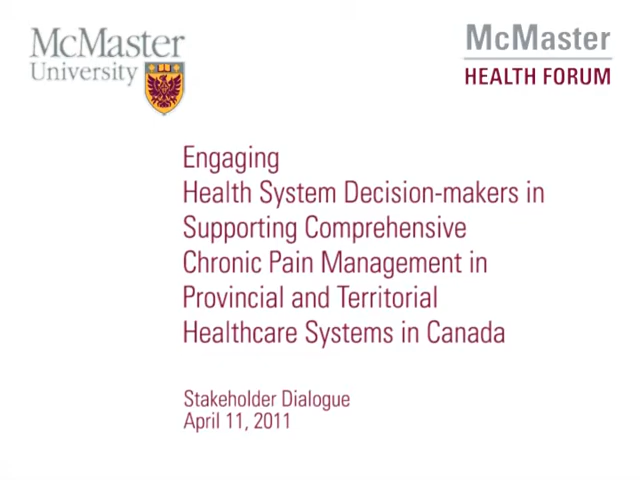 McMaster
University
McMaster
HEALTH FORUM
Engaging
Health System Decision-makers in
Supporting Comprehensive
Chronic Pain Management in
Provincial and Territorial
Healthcare Systems in Canada
Stakeholder Dialogue
April 11, 2011